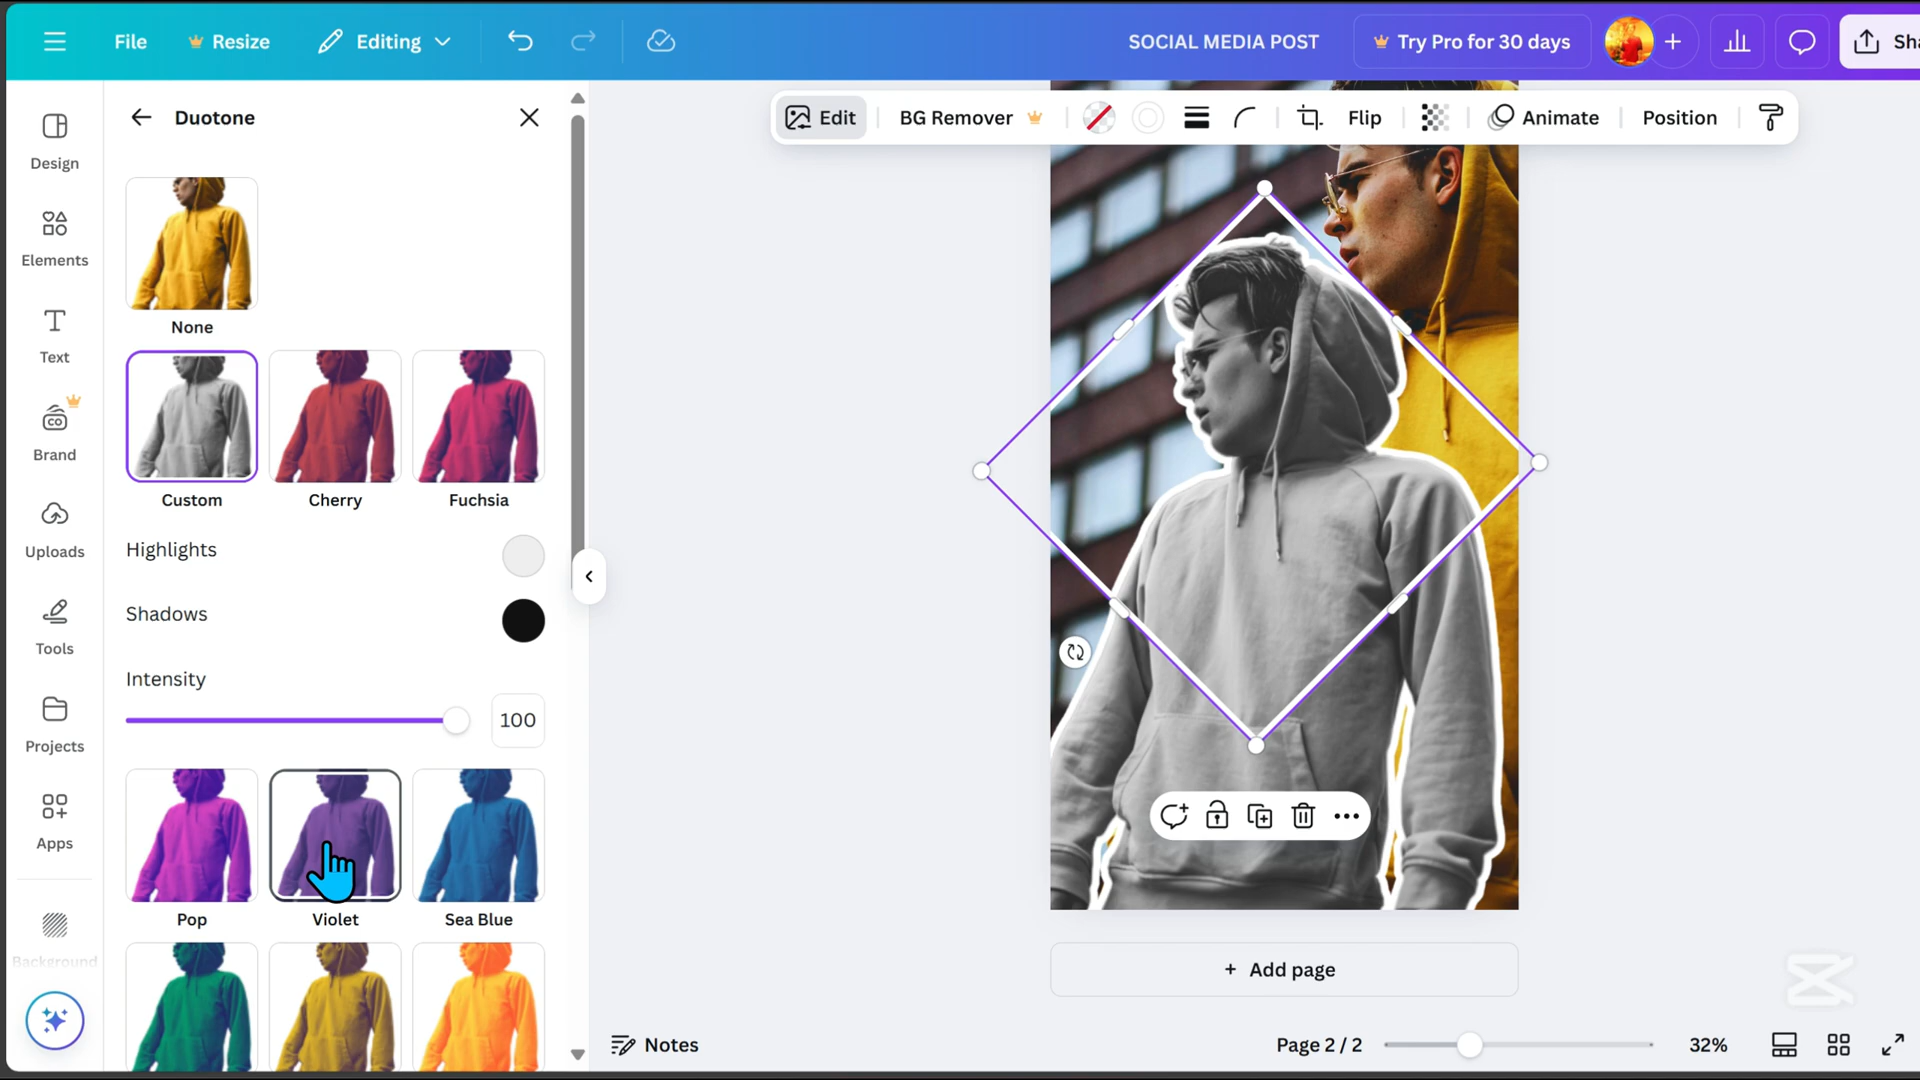 File
Resize
Editing
SOCIAL MEDIA POST
Try Pro for 30 days
Sha
Design
Elements
Text
Brand
Uploads
Tools
Projects
Apps
Background
Duotone
None
Custom
Cherry
Fuchsia
Highlights
Shadows
Intensity
100
Pop
Violet
Sea Blue
Edit
BG Remover
Flip
Animate
Position
+ Add page
Notes
Page 2 / 2
32%